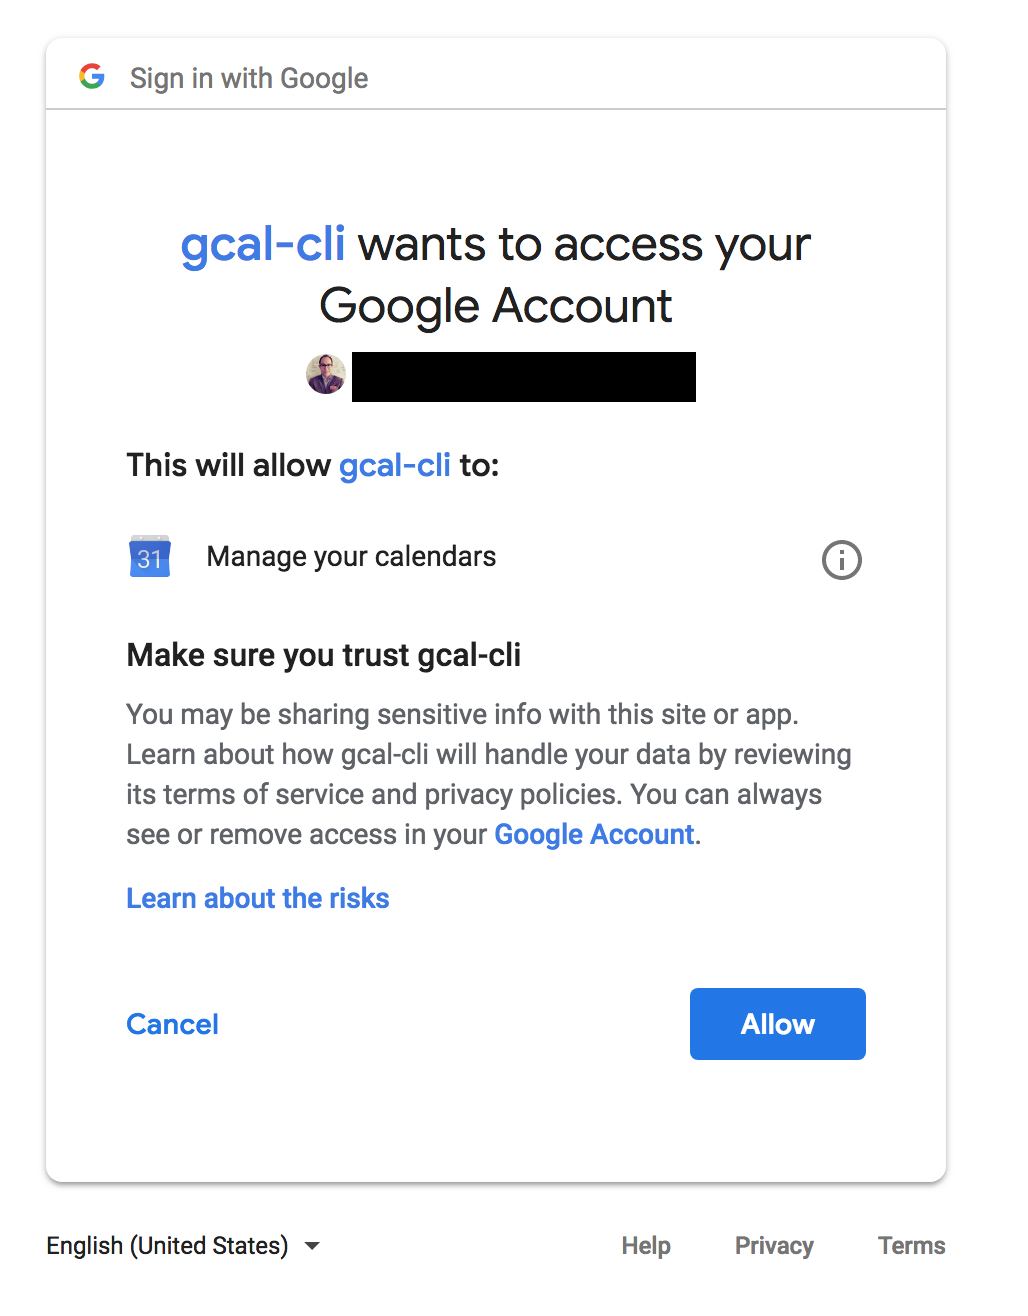 Sign in with Google
gcal-cli wants to access your
Google Account
This will allow gcal-cli to:
31
Manage your calendars
Make sure you trust gcal-cli
You may be sharing sensitive info with this site or app.
Learn about how gcal-cli will handle your data by reviewing
its terms of service and privacy policies. You can always
see or remove access in your Google Account.
Learn about the risks
Cancel
Allow
English (United States)
Help
Privacy
Terms